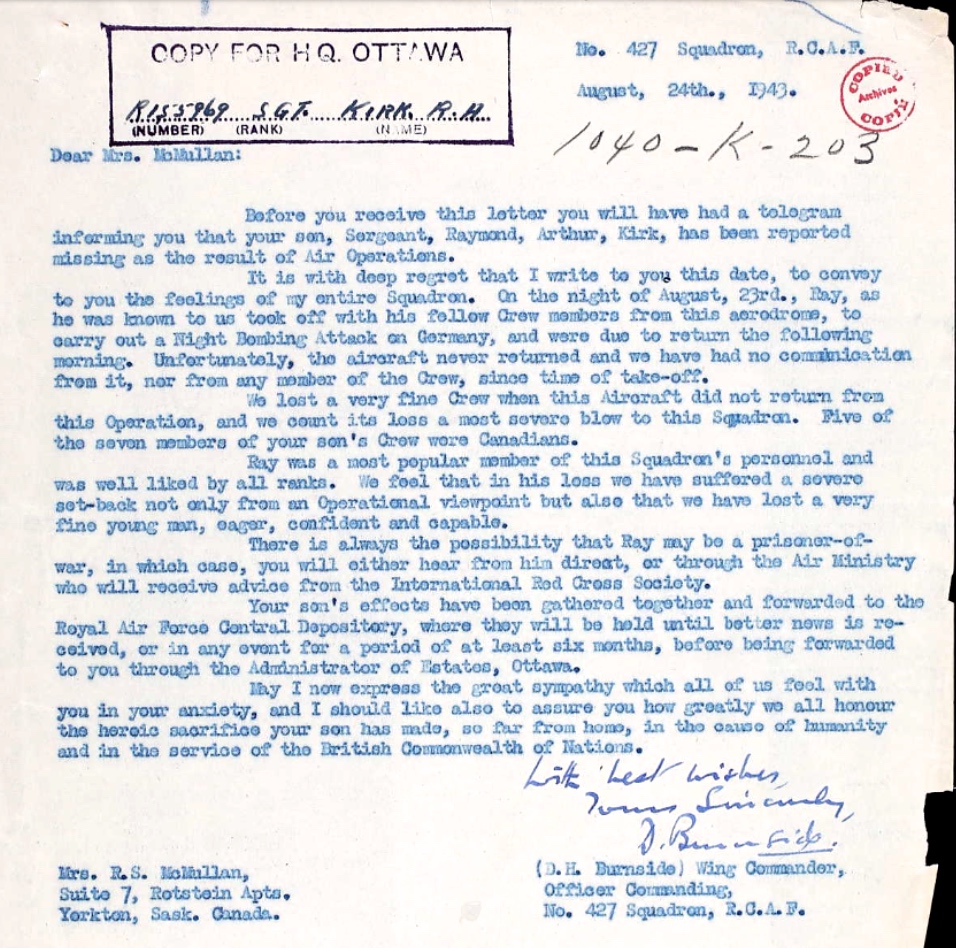 COPY FOR H.Q. OTTAWA
R155969 SGT. KIRK. R.A
(NUMBER) (RANK) (NAME)
No. 427 Squadron, R.C.A.F.
August, 24th., 1943.
COPIED
Archives
COPIÉ
1040-K-203
Dear Mrs. McMullan:
Before you receive this letter you will have had a telegram
informing you that your son, Sergeant, Raymond, Arthur, Kirk, has been reported
missing as the result of Air Operations.
It is with deep regret that I write to you this date, to convey
to you the feelings of my entire Squadron. On the night of August, 23rd., Ray, as
he was known to us took off with his fellow Crew members from this aerodrome, to
carry out a Night Bombing Attack on Germany, and were due to return the following
morning. Unfortunately, the aircraft never returned and we have had no communication
from it, nor from any member of the Crew, since time of take-off.
We lost a very fine Crew when this Aircraft did not return from
this Operation, and we count its loss a most severe blow to this Squadron. Five of
the seven members of your son's Crew were Canadians.
Ray was a most popular member of this Squadron's personnel and
was well liked by all ranks. We feel that in his loss we have suffered a severe
set-back not only from an Operational viewpoint but also that we have lost a very
fine young man, eager, confident and capable.
There is always the possibility that Ray may be a prisoner-of-
war, in which case, you will either hear from him direct, or through the Air Ministry
who will receive advice from the International Red Cross Society.
Your son's effects have been gathered together and forwarded to the
Royal Air Force Central Depository, where they will be held until better news is re-
ceived, or in any event for a period of at least six months, before being forwarded
to you through the Administrator of Estates, Ottawa.
May I now express the great sympathy which all of us feel with
you in your anxiety, and I should like also to assure you how greatly we all honour
the heroic sacrifice your son has made, so far from home, in the cause of humanity
and in the service of the British Commonwealth of Nations.
With best wishes,
Yours Sincerely,
D. Burnside.
(D.H. Burnside) Wing Commander,
Officer Commanding,
No. 427 Squadron, R.C.A.F.
Mrs. R.S. McMullan,
Suite 7, Rotstein Apts.
Yorkton, Sask. Canada.